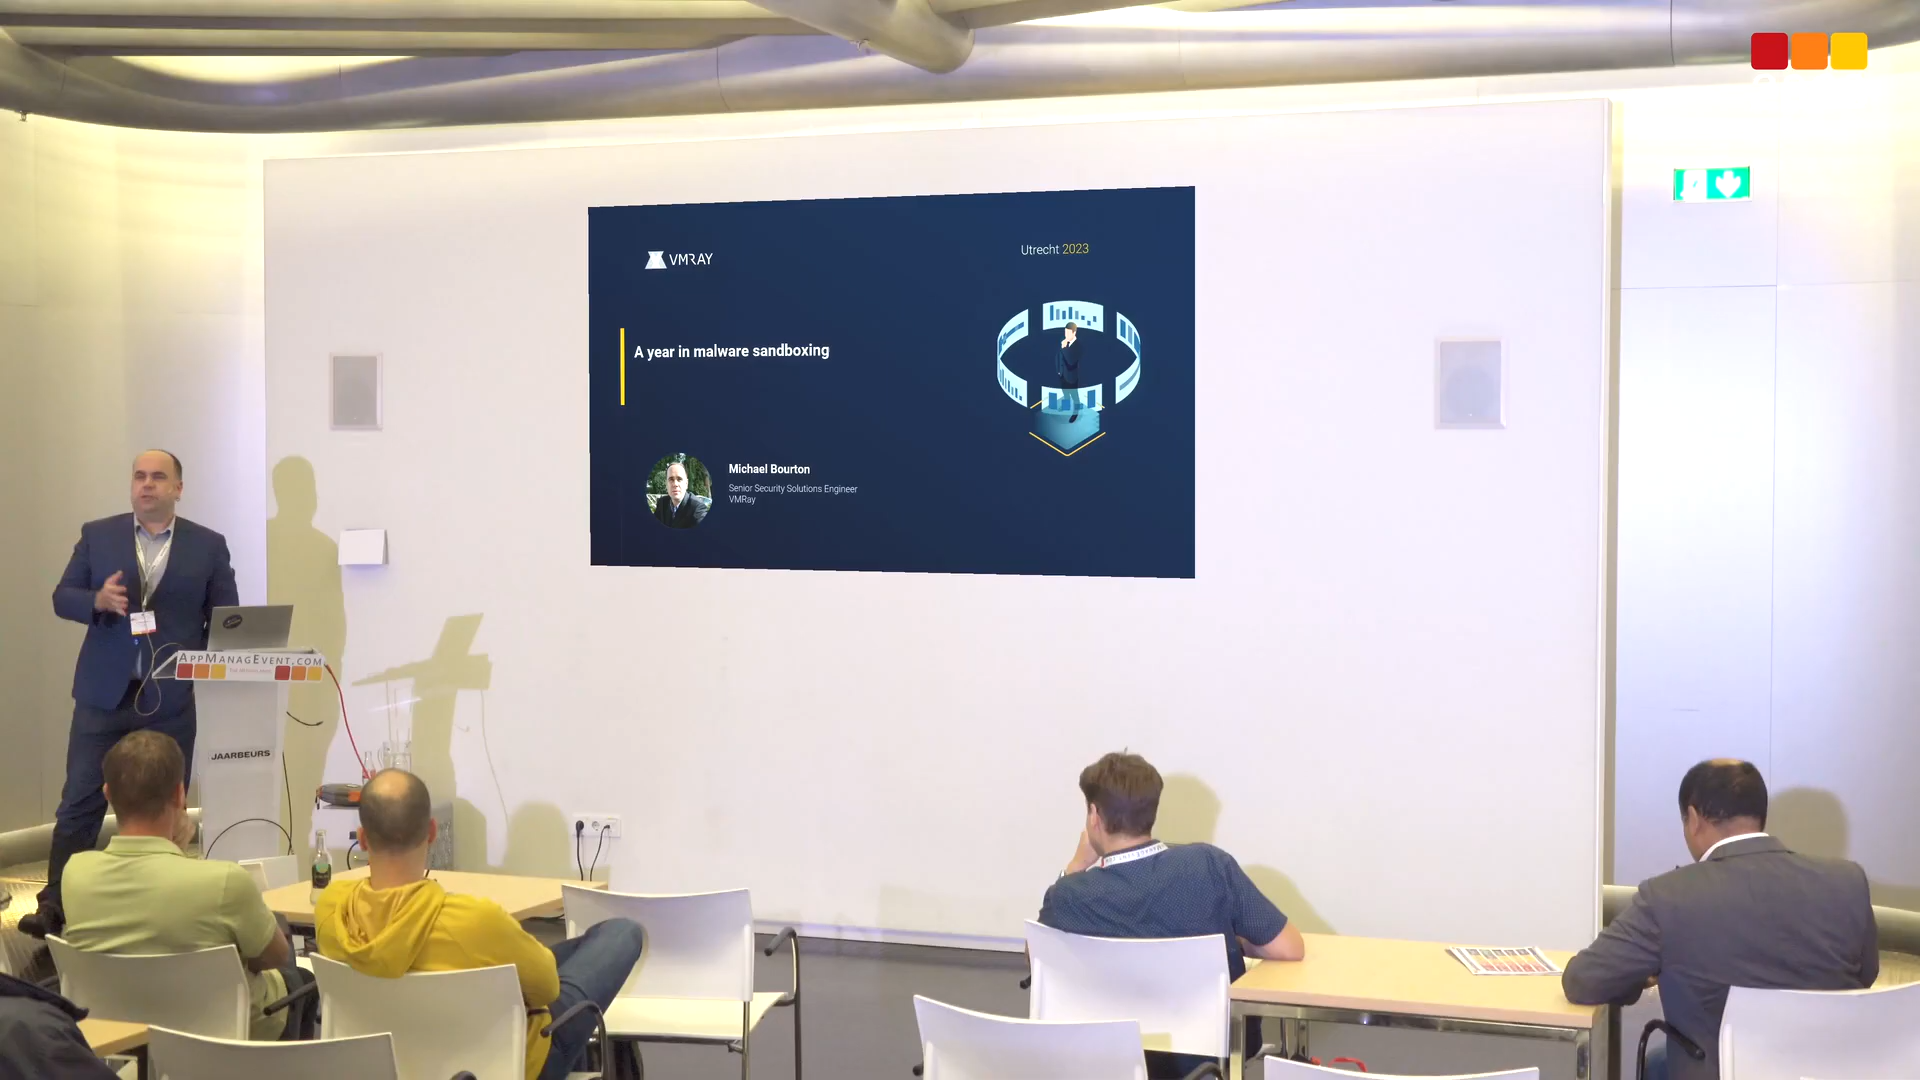 VMRAY
Utrecht 2023
A year in malware sandboxing
Michael Bourton
Senior Security Solutions Engineer
VMRay
APPMANAGEVENT.COM
JAARBEURS